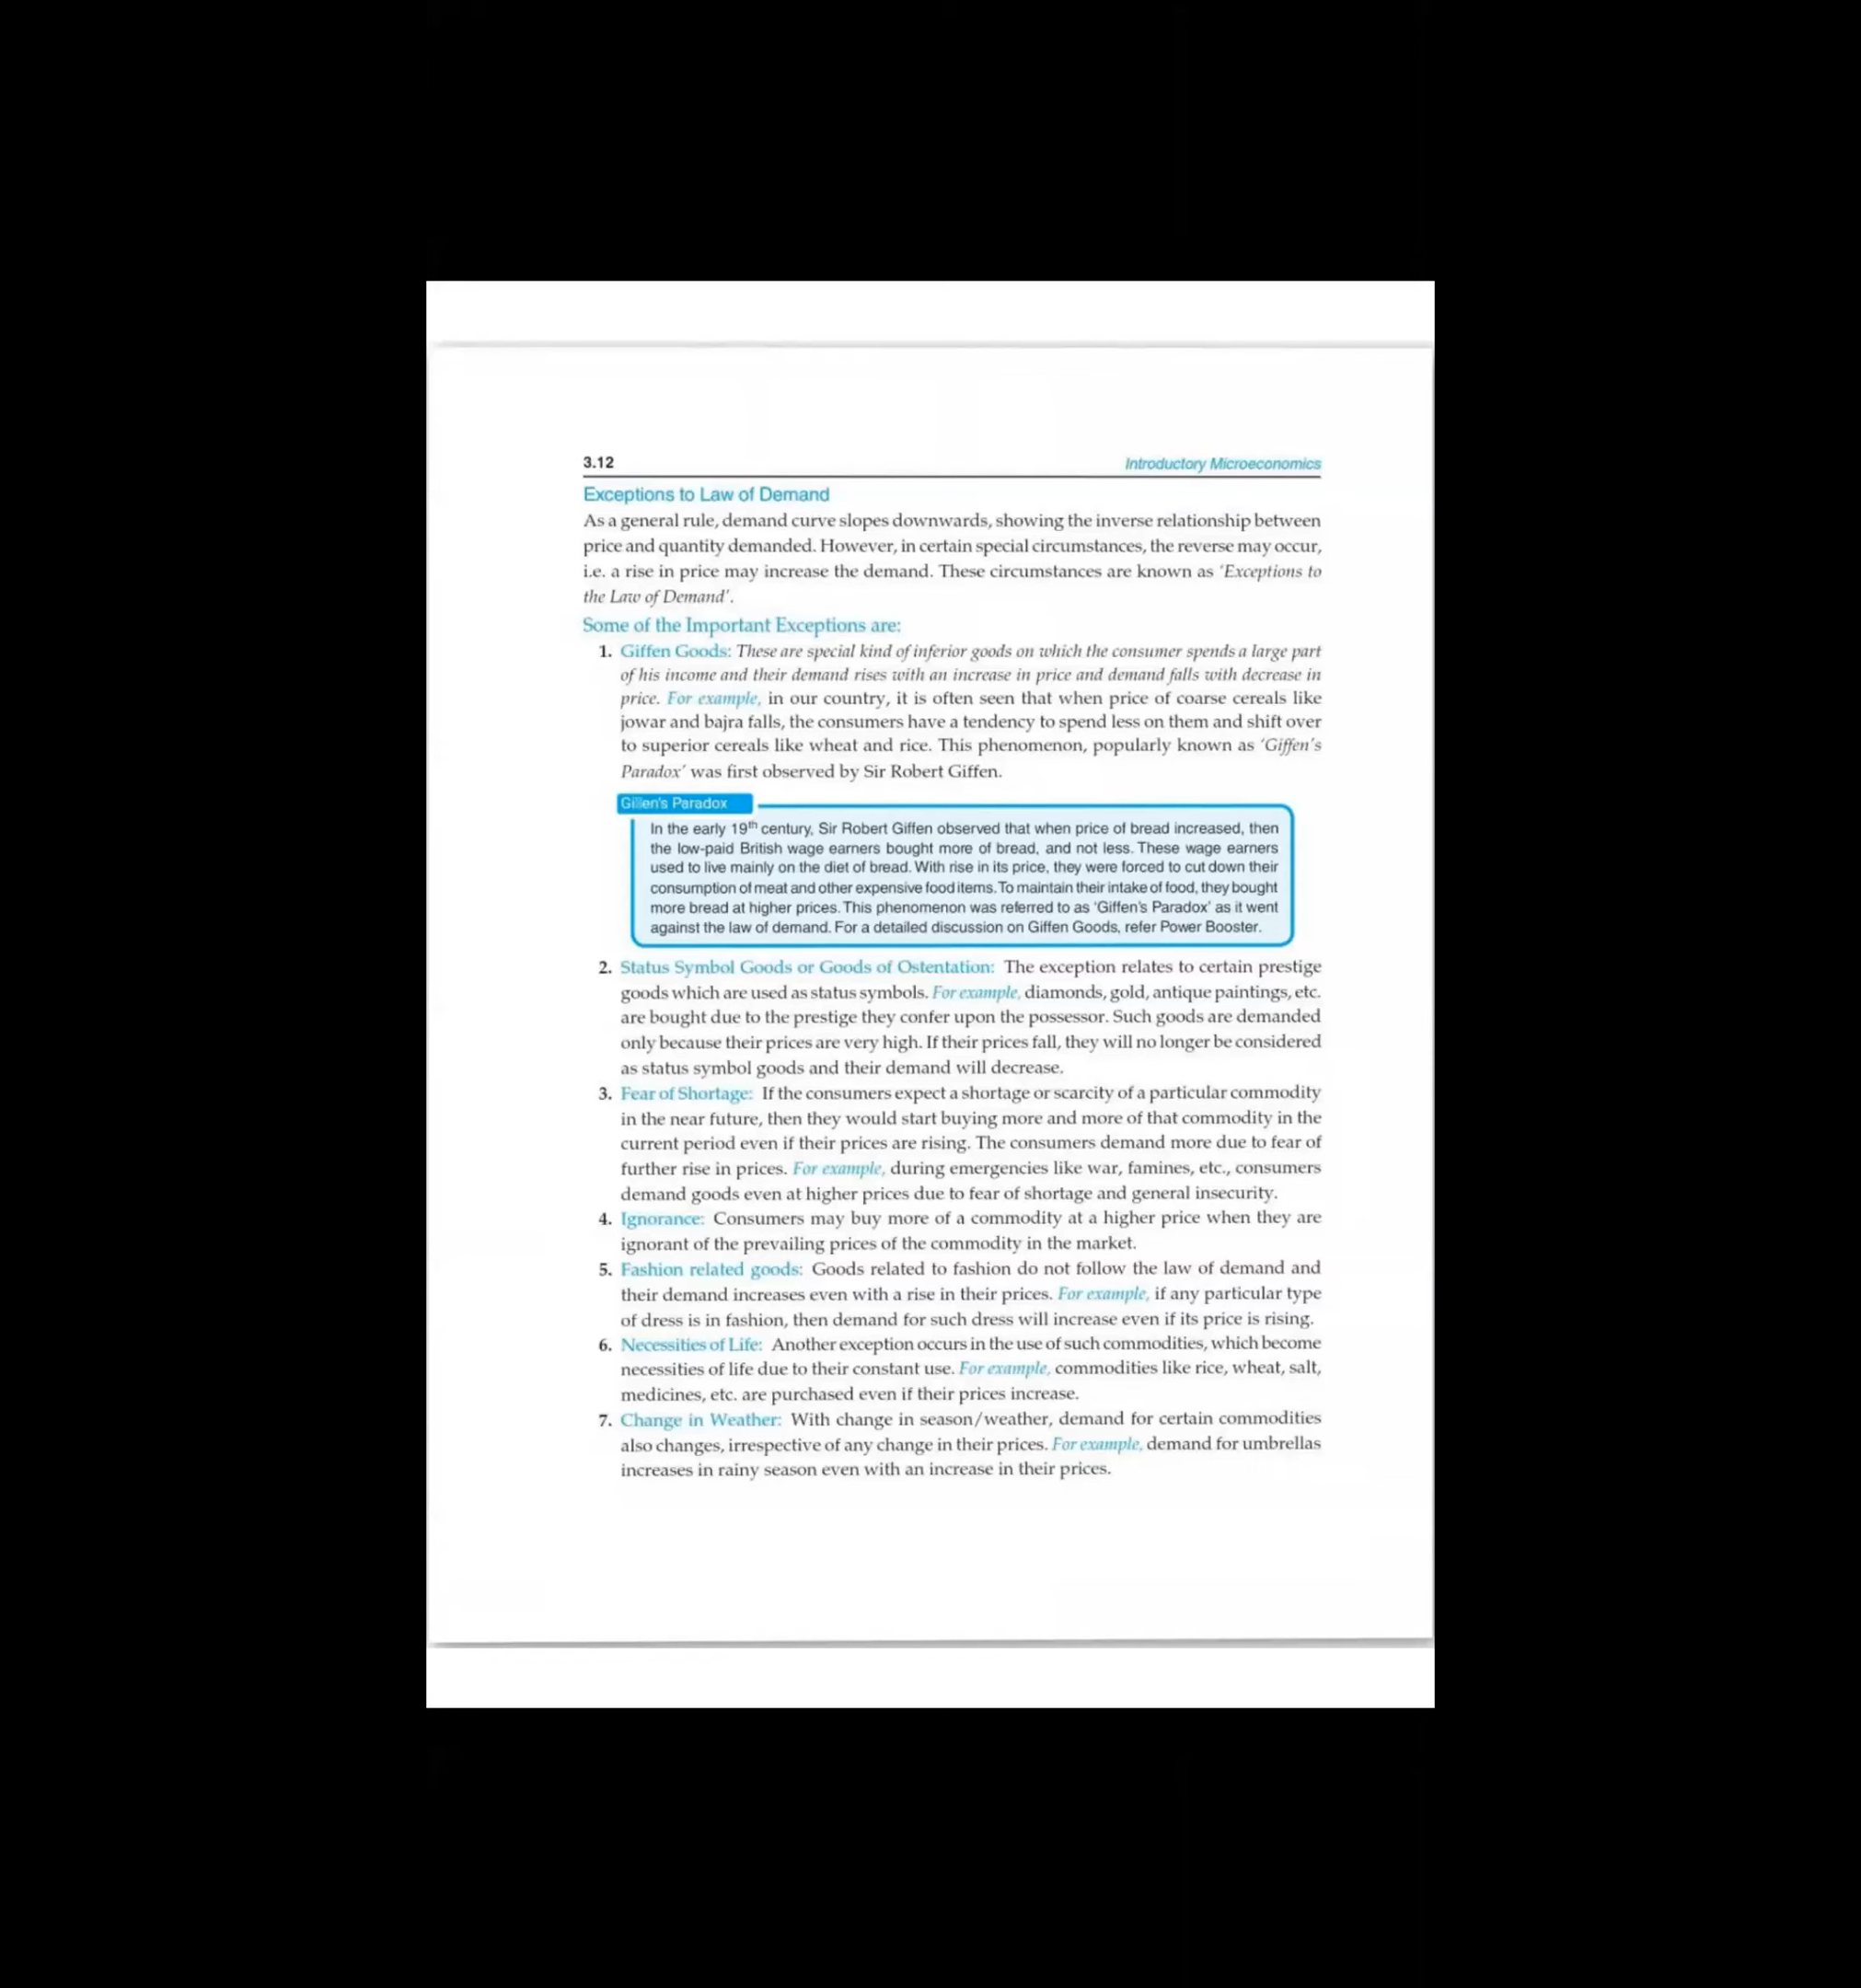 3.12
Introductory Microeconomics
Exceptions to Law of Demand
As a general rule, demand curve slopes downwards, showing the inverse relationship between
price and quantity demanded. However, in certain special circumstances, the reverse may occur,
i.e. a rise in price may increase the demand. These circumstances are known as 'Exceptions to
the Law of Demand'.
Some of the Important Exceptions are:
1. Giffen Goods: These are special kind of inferior goods on which the consumer spends a large part
of his income and their demand rises with an increase in price and demand falls with decrease in
price. For example, in our country, it is often seen that when price of coarse cereals like
jowar and bajra falls, the consumers have a tendency to spend less on them and shift over
to superior cereals like wheat and rice. This phenomenon, popularly known as 'Giffen's
Paradox' was first observed by Sir Robert Giffen.
Giffen's Paradox
In the early 19th century, Sir Robert Giffen observed that when price of bread increased, then
the low-paid British wage earners bought more of bread, and not less. These wage earners
used to live mainly on the diet of bread. With rise in its price, they were forced to cut down their
consumption of meat and other expensive food items. To maintain their intake of food, they bought
more bread at higher prices. This phenomenon was referred to as 'Giffen's Paradox' as it went
against the law of demand. For a detailed discussion on Giffen Goods, refer Power Booster.
2. Status Symbol Goods or Goods of Ostentation: The exception relates to certain prestige
goods which are used as status symbols. For example, diamonds, gold, antique paintings, etc.
are bought due to the prestige they confer upon the possessor. Such goods are demanded
only because their prices are very high. If their prices fall, they will no longer be considered
as status symbol goods and their demand will decrease.
3. Fear of Shortage: If the consumers expect a shortage or scarcity of a particular commodity
in the near future, then they would start buying more and more of that commodity in the
current period even if their prices are rising. The consumers demand more due to fear of
further rise in prices. For example, during emergencies like war, famines, etc., consumers
demand goods even at higher prices due to fear of shortage and general insecurity.
4. Ignorance: Consumers may buy more of a commodity at a higher price when they are
ignorant of the prevailing prices of the commodity in the market.
5. Fashion related goods: Goods related to fashion do not follow the law of demand and
their demand increases even with a rise in their prices. For example, if any particular type
of dress is in fashion, then demand for such dress will increase even if its price is rising.
6. Necessities of Life: Another exception occurs in the use of such commodities, which become
necessities of life due to their constant use. For example, commodities like rice, wheat, salt,
medicines, etc. are purchased even if their prices increase.
7. Change in Weather: With change in season/weather, demand for certain commodities
also changes, irrespective of any change in their prices. For example, demand for umbrellas
increases in rainy season even with an increase in their prices.